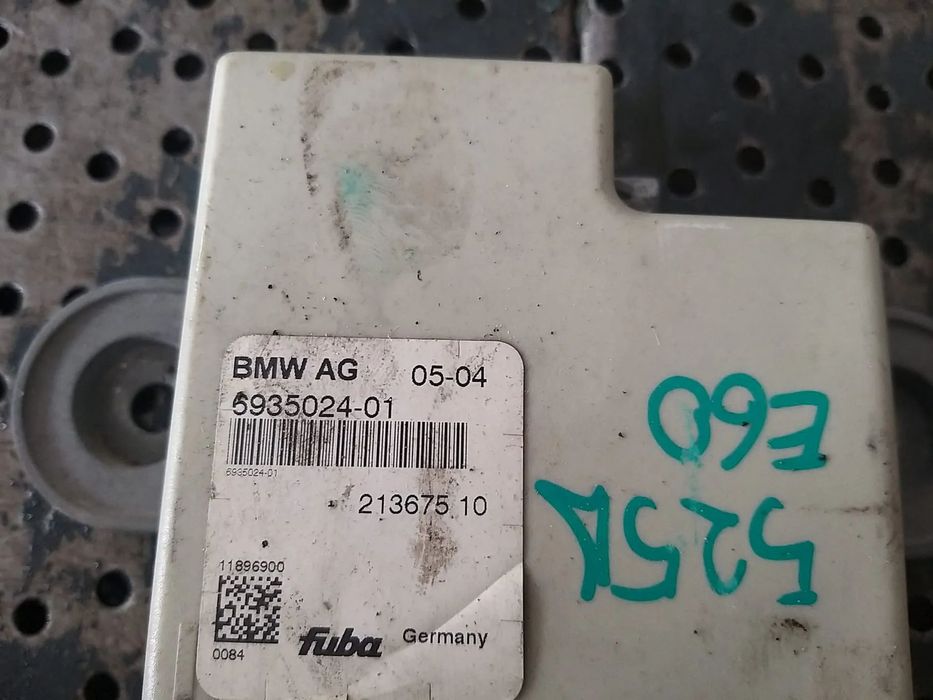 BMW AG 05-04
6935024-01
6935024-01
213675 10
11896900
0084
fuba Germany
525D
E60